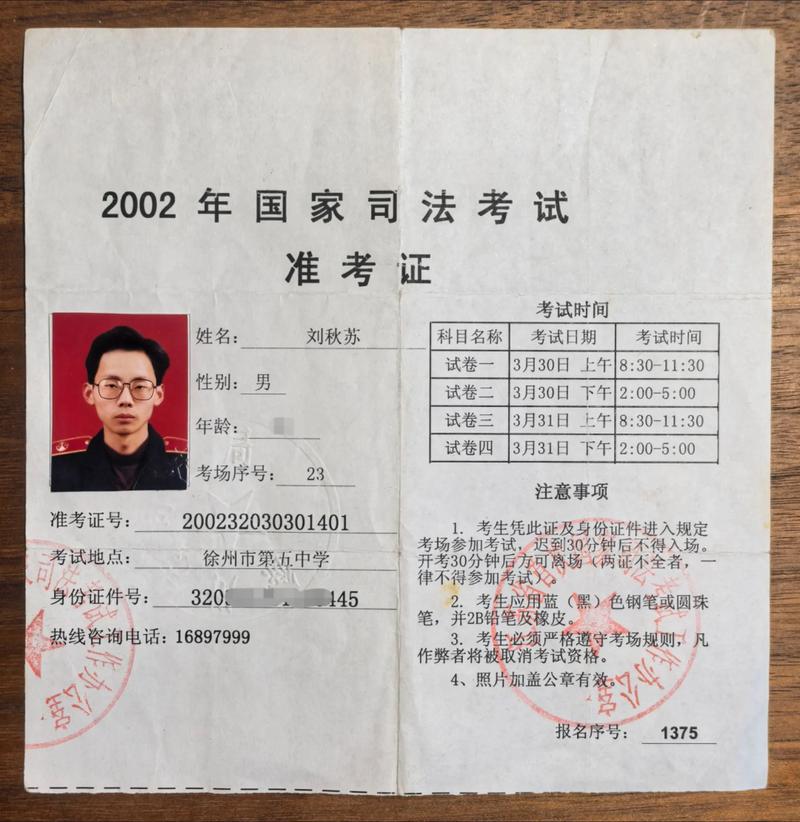 2002年国家司法考试
准考证
姓名：刘秋苏
性别：男
年龄：
考场序号：23
准考证号：200232030301401
考试地点：徐州市第五中学
身份证件号：320 445
热线咨询电话：16897999
考试时间
科目名称 考试日期 考试时间
试卷一 3月30日 上午 8:30-11:30
试卷二 3月30日 下午 2:00-5:00
试卷三 3月31日 上午 8:30-11:30
试卷四 3月31日 下午 2:00-5:00
注意事项
1. 考生凭此证及身份证件进入规定
考场参加考试，迟到30分钟后不得入场。
开考30分钟后方可离场（两证不全者，一
律不得参加考试）。
2. 考生应用蓝（黑）色钢笔或圆珠
笔，并2B铅笔及橡皮。
3. 考生必须严格遵守考场规则，凡
作弊者将被取消考试资格。
4、照片加盖公章有效。
报名序号：1375